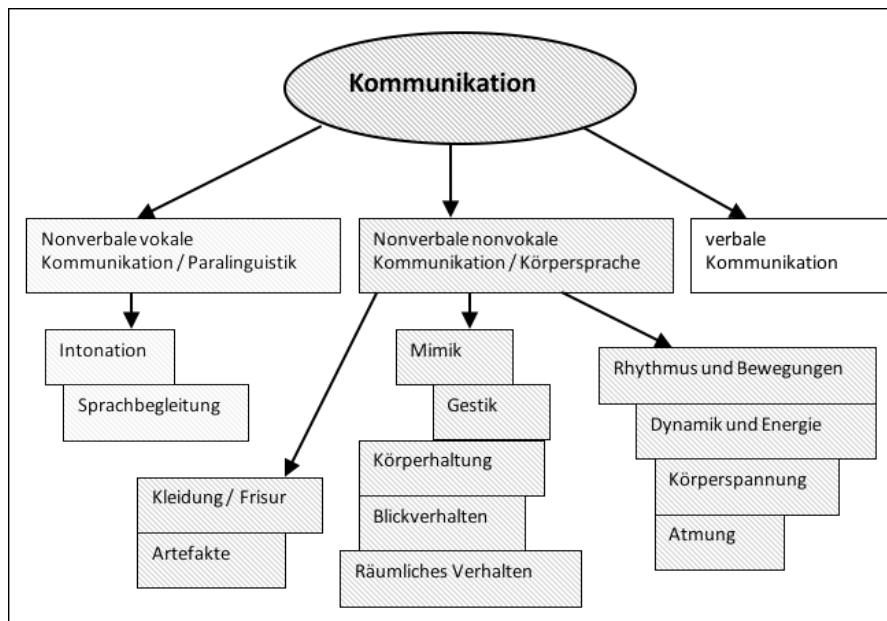 Kommunikation
Nonverbale vokale
Kommunikation / Paralinguistik
Nonverbale nonvokale
Kommunikation / Körpersprache
verbale
Kommunikation
Intonation
Sprachbegleitung
Kleidung / Frisur
Artefakte
Mimik
Gestik
Körperhaltung
Blickverhalten
Räumliches Verhalten
Rhythmus und Bewegungen
Dynamik und Energie
Körperspannung
Atmung